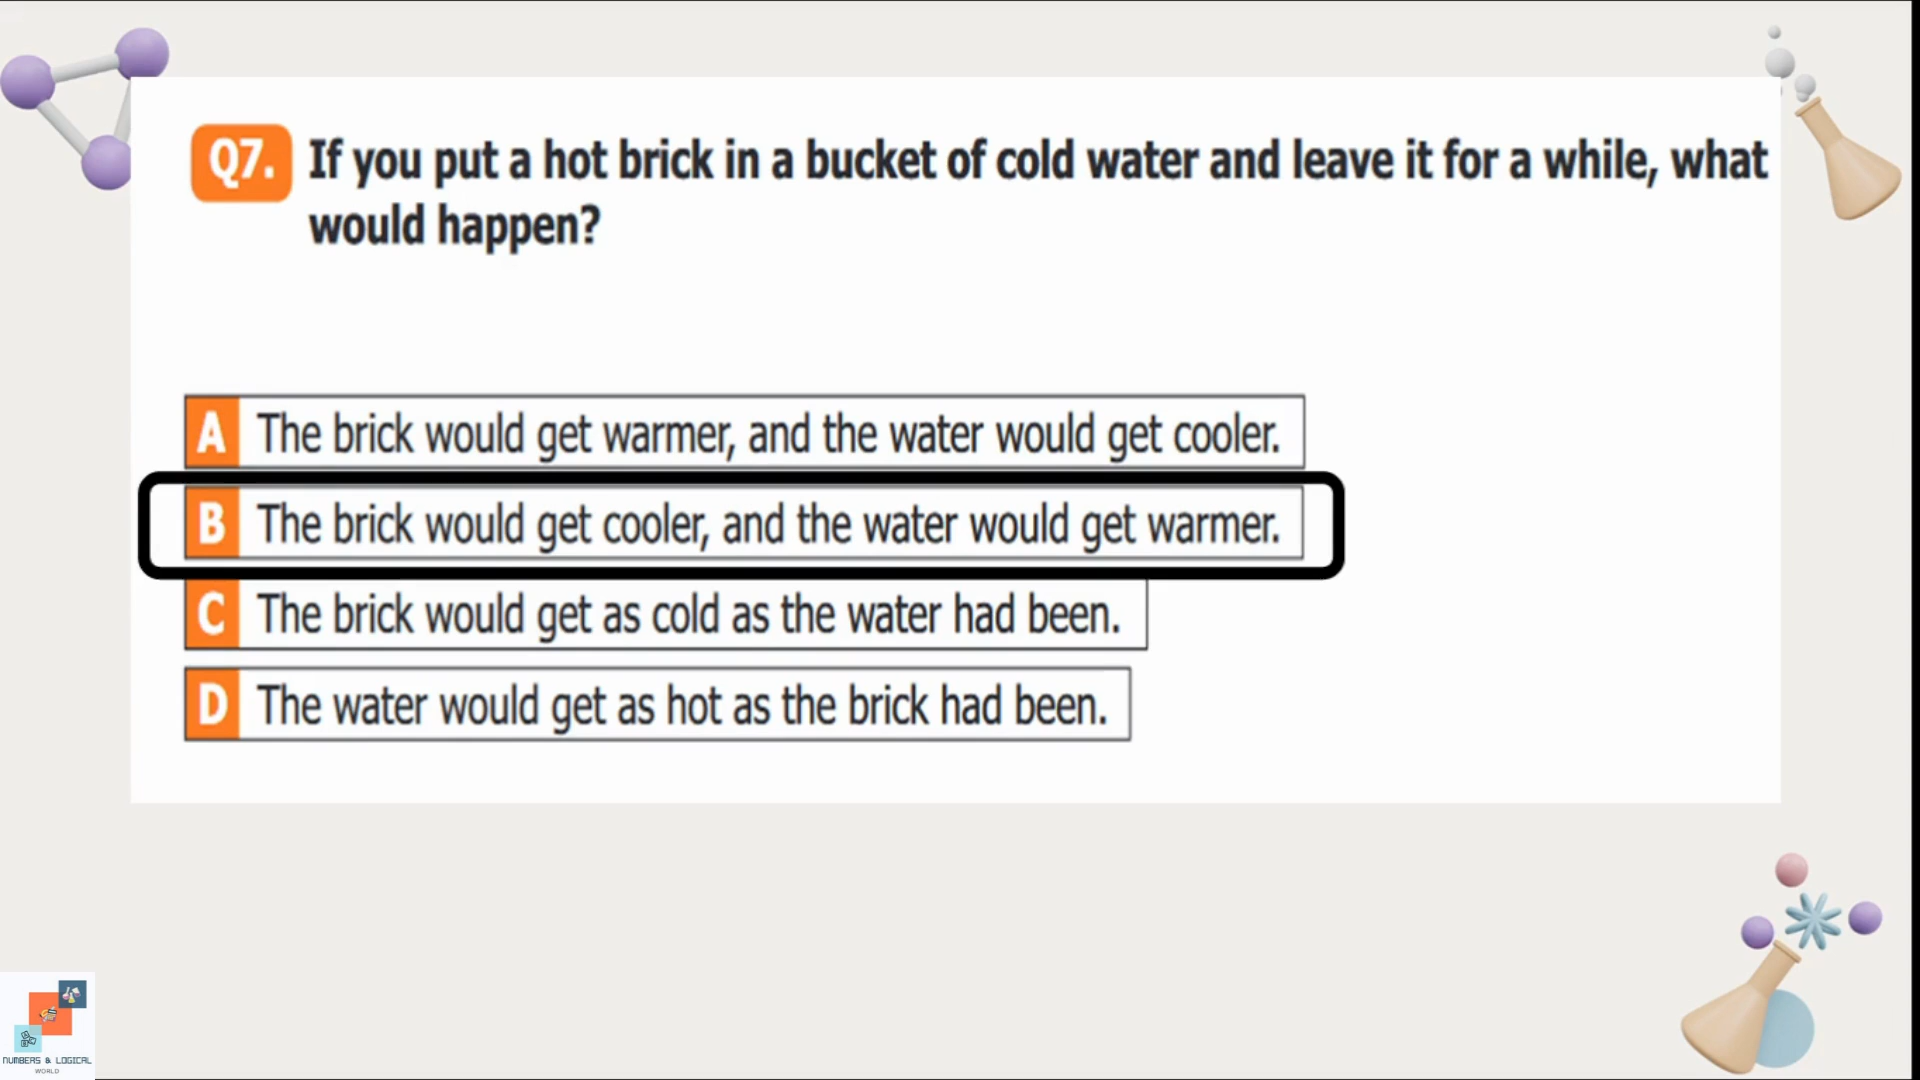 Q7. If you put a hot brick in a bucket of cold water and leave it for a while, what
would happen?
A The brick would get warmer, and the water would get cooler.
B The brick would get cooler, and the water would get warmer.
C The brick would get as cold as the water had been.
D The water would get as hot as the brick had been.
NUMBERS & LOGICAL
WORLD